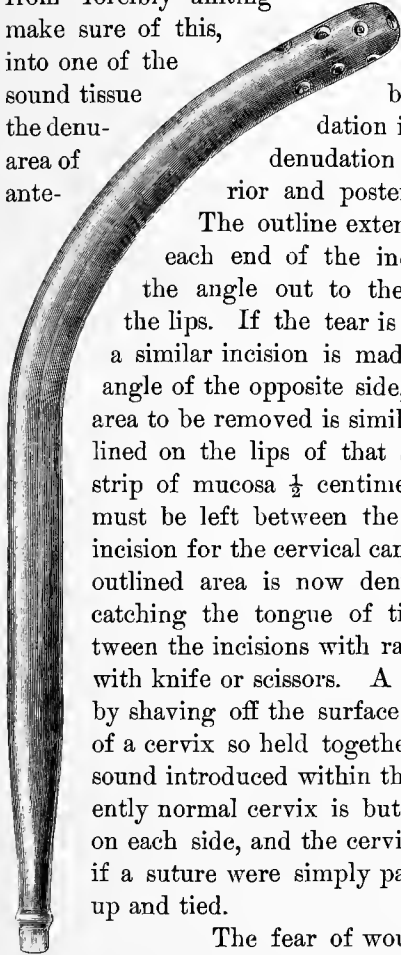 from forcibly uniting
make sure of this,
into one of the
sound tissue b
the denu- dation i
area of denudation
ante- rior and poste
The outline exte
each end of the in
the angle out to the
the lips. If the tear is
a similar incision is mad
angle of the opposite side,
area to be removed is simil
lined on the lips of that
strip of mucosa ½ centime
must be left between the
incision for the cervical can
outlined area is now den
catching the tongue of ti
tween the incisions with ra
with knife or scissors. A
by shaving off the surface
of a cervix so held togethe
sound introduced within th
ently normal cervix is but
on each side, and the cervi
if a suture were simply pa
up and tied.
The fear of wou